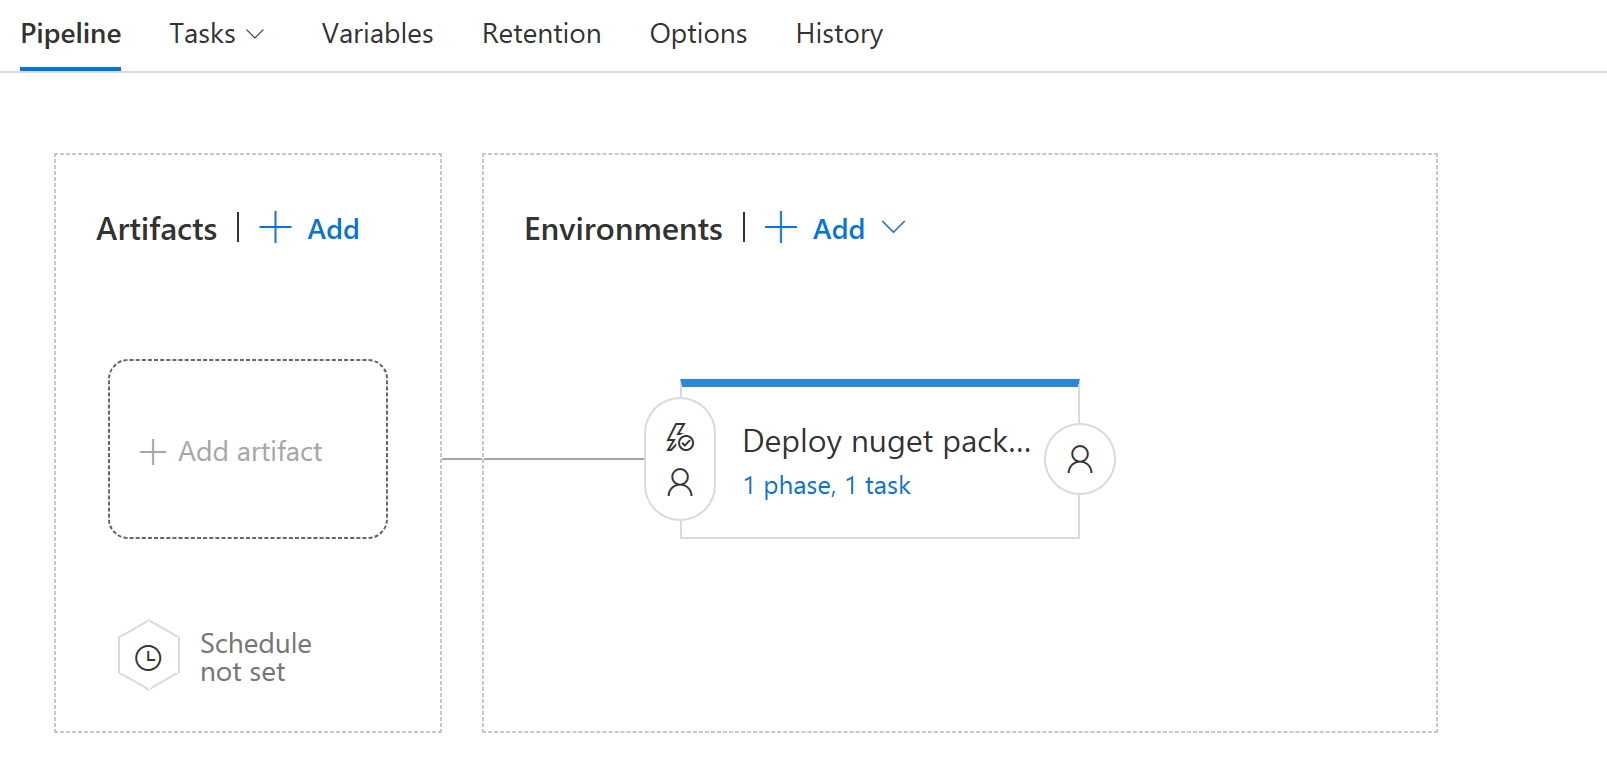 Pipeline Tasks Variables Retention Options History
Artifacts | + Add
Environments | + Add
+ Add artifact
Deploy nuget pack...
1 phase, 1 task
Schedule
not set